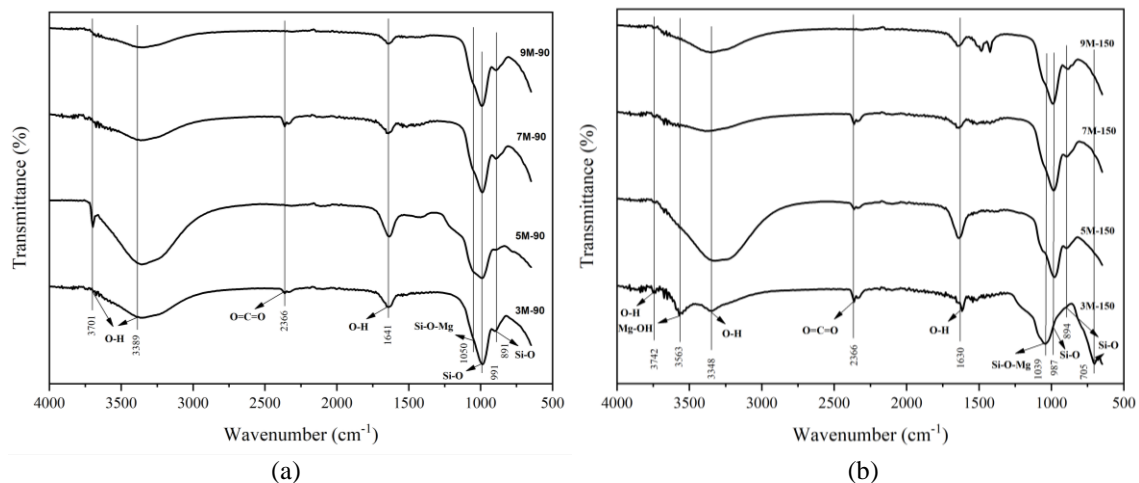 Transmittance (%)
9M-90
7M-90
5M-90
3M-90
3701
O-H
3389
O=C=O
2366
O-H
1641
Si-O-Mg
1050
Si-O
991
891
Si-O
4000 3500 3000 2500 2000 1500 1000 500
Wavenumber (cm-1)
(a)
Transmittance (%)
9M-150
7M-150
5M-150
3M-150
O-H
Mg-OH
3742
3563
O-H
3348
O=C=O
2366
O-H
1630
Si-O-Mg
1039
Si-O
987
894
705
Si-O
4000 3500 3000 2500 2000 1500 1000 500
Wavenumber (cm-1)
(b)